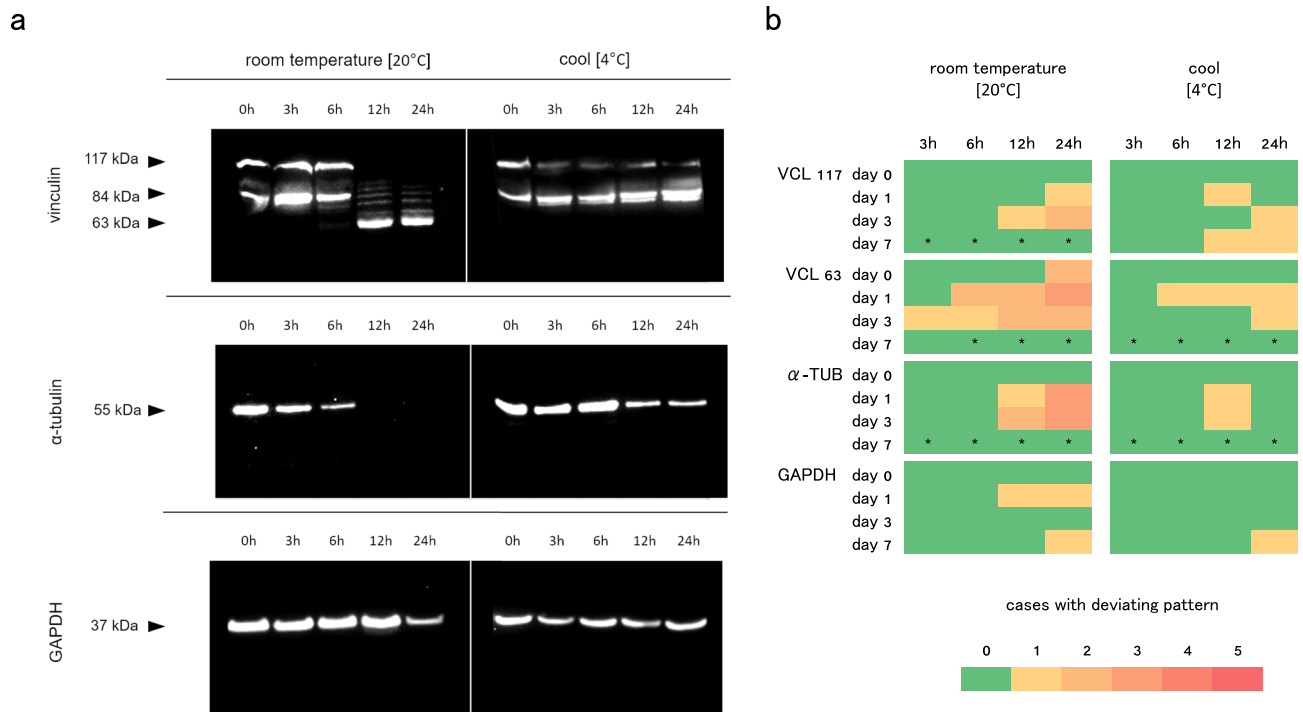 a
room temperature [20°C] cool [4°C]
0h 3h 6h 12h 24h 0h 3h 6h 12h 24h
vinculin
117 kDa
84 kDa
63 kDa
0h 3h 6h 12h 24h 0h 3h 6h 12h 24h
α-tubulin
55 kDa
0h 3h 6h 12h 24h 0h 3h 6h 12h 24h
GAPDH
37 kDa
b
room temperature
[20°C]
cool
[4°C]
3h 6h 12h 24h 3h 6h 12h 24h
VCL 117 day 0
day 1
day 3
day 7 * * * *
VCL 63 day 0
day 1
day 3
day 7 * * * * * * *
α-TUB day 0
day 1
day 3
day 7 * * * * * * * *
GAPDH day 0
day 1
day 3
day 7
cases with deviating pattern
0 1 2 3 4 5